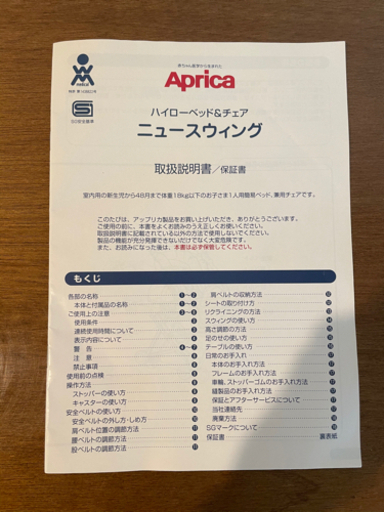 赤ちゃん医学から生まれた
Aprica
SG安全基準
ハイローベッド&チェア
ニュースウィング
取扱説明書/保証書
室内用の新生児から48月まで体重18kg以下のお子さま1人用簡易ベッド、兼用チェアです。
このたびは、アップリカ製品をお買い上げいただき、ありがとうございます。
ご使用の前に、本書をよくお読みのうえ正しくお使いください。
取扱説明書に記載されている以外の方法で使用しないでください。
製品の機能が充分発揮できないだけでなく大変危険です。
また、お読みになった後は、本書は必ず保管してください。
もくじ
各部の名称
本体と付属品の名称
ご使用上の注意
使用条件
連続使用時間について
表示内容について
警 告
注 意
禁止事項
使用前の点検
操作方法
ストッパーの使い方
キャスターの使い方
安全ベルトの使い方
安全ベルトの外し方・しめ方
肩ベルト位置の調節方法
腰ベルトの調節方法
股ベルトの調節方法
肩ベルトの収納方法
シートの取り付け方
リクライニングの方法
スウィングの使い方
高さ調節の方法
足のせの使い方
テーブルの使い方
日常のお手入れ
本体のお手入れ方法
フレームのお手入れ方法
車輪、ストッパーゴムのお手入れ方法
縫製品のお手入れ方法
保証とアフターサービスについて
当社連絡先
廃棄方法
SGマークについて
保証書 裏表紙